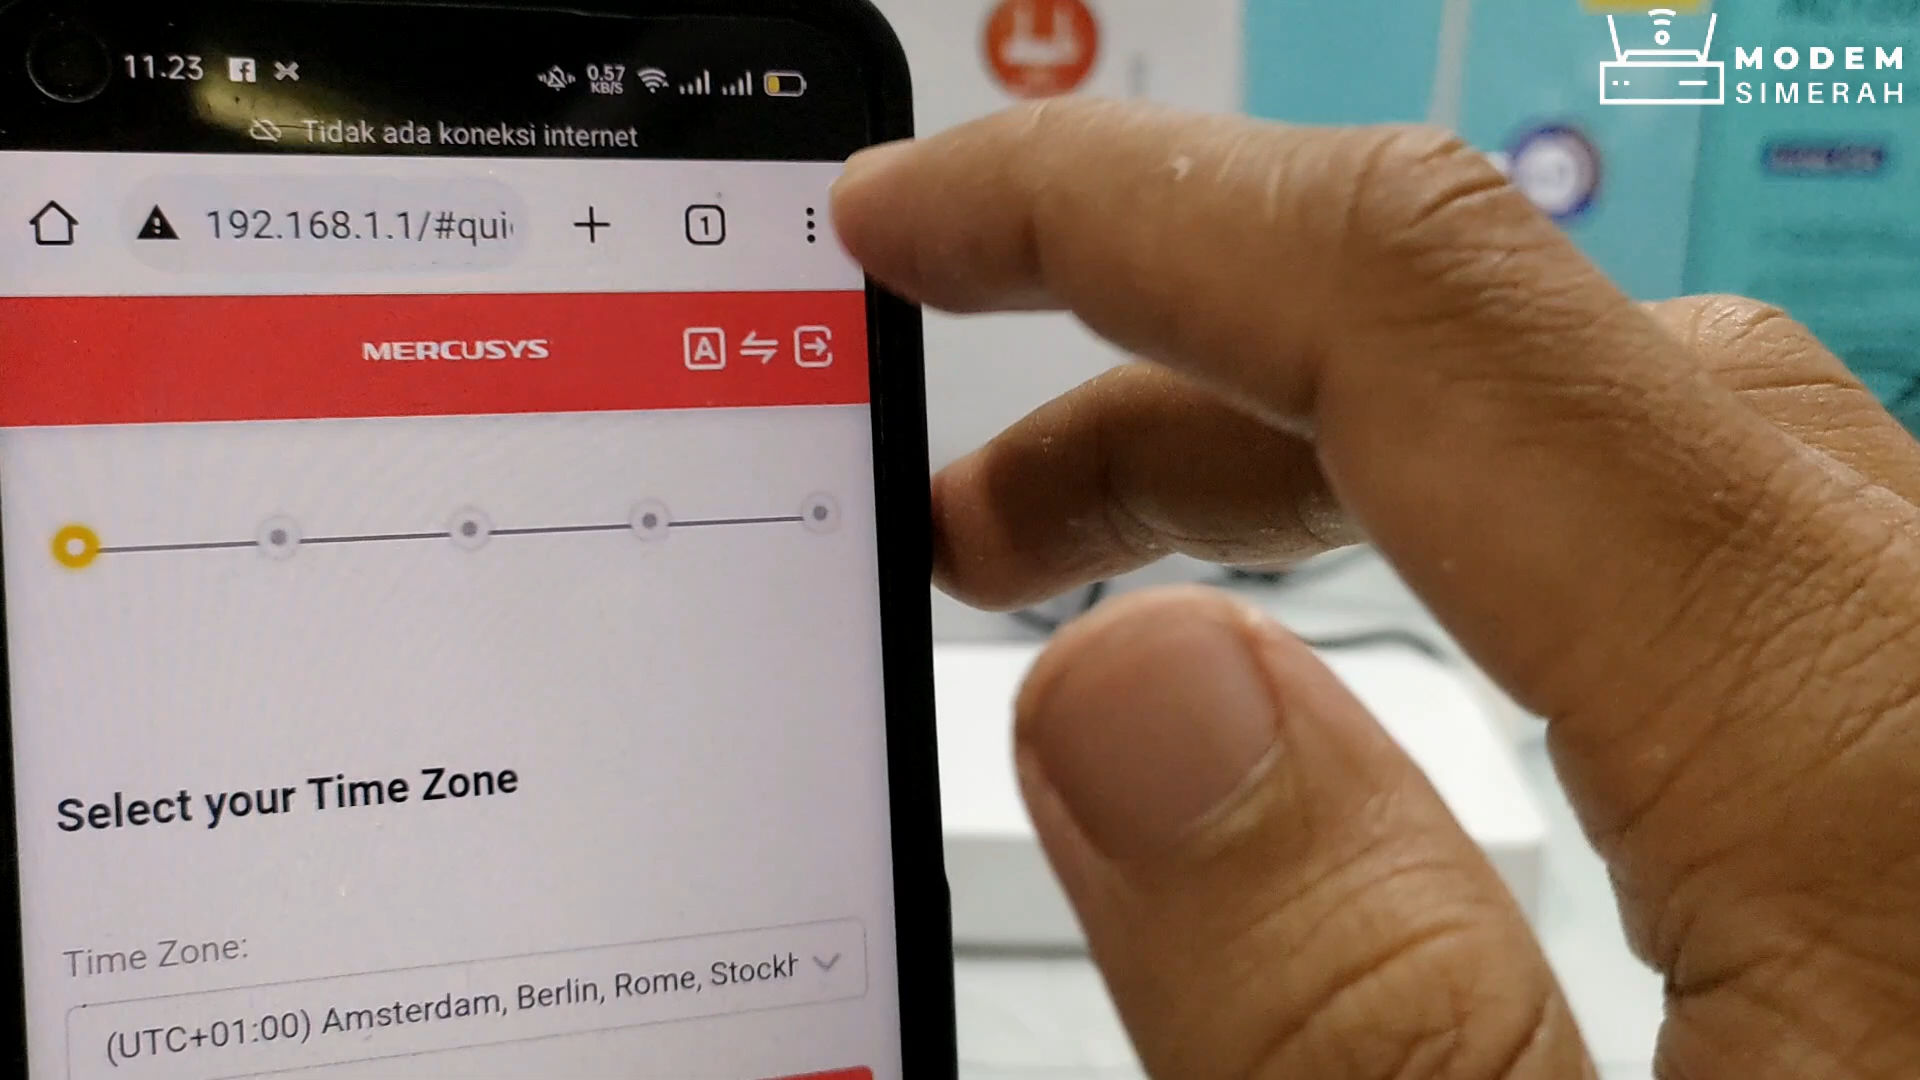 11.23
0.57
KB/S
Tidak ada koneksi internet
192.168.1.1/#qui
1
MERCUSYS
A
Select your Time Zone
Time Zone:
(UTC+01:00) Amsterdam, Berlin, Rome, Stockh
MODEM
SIMERAH